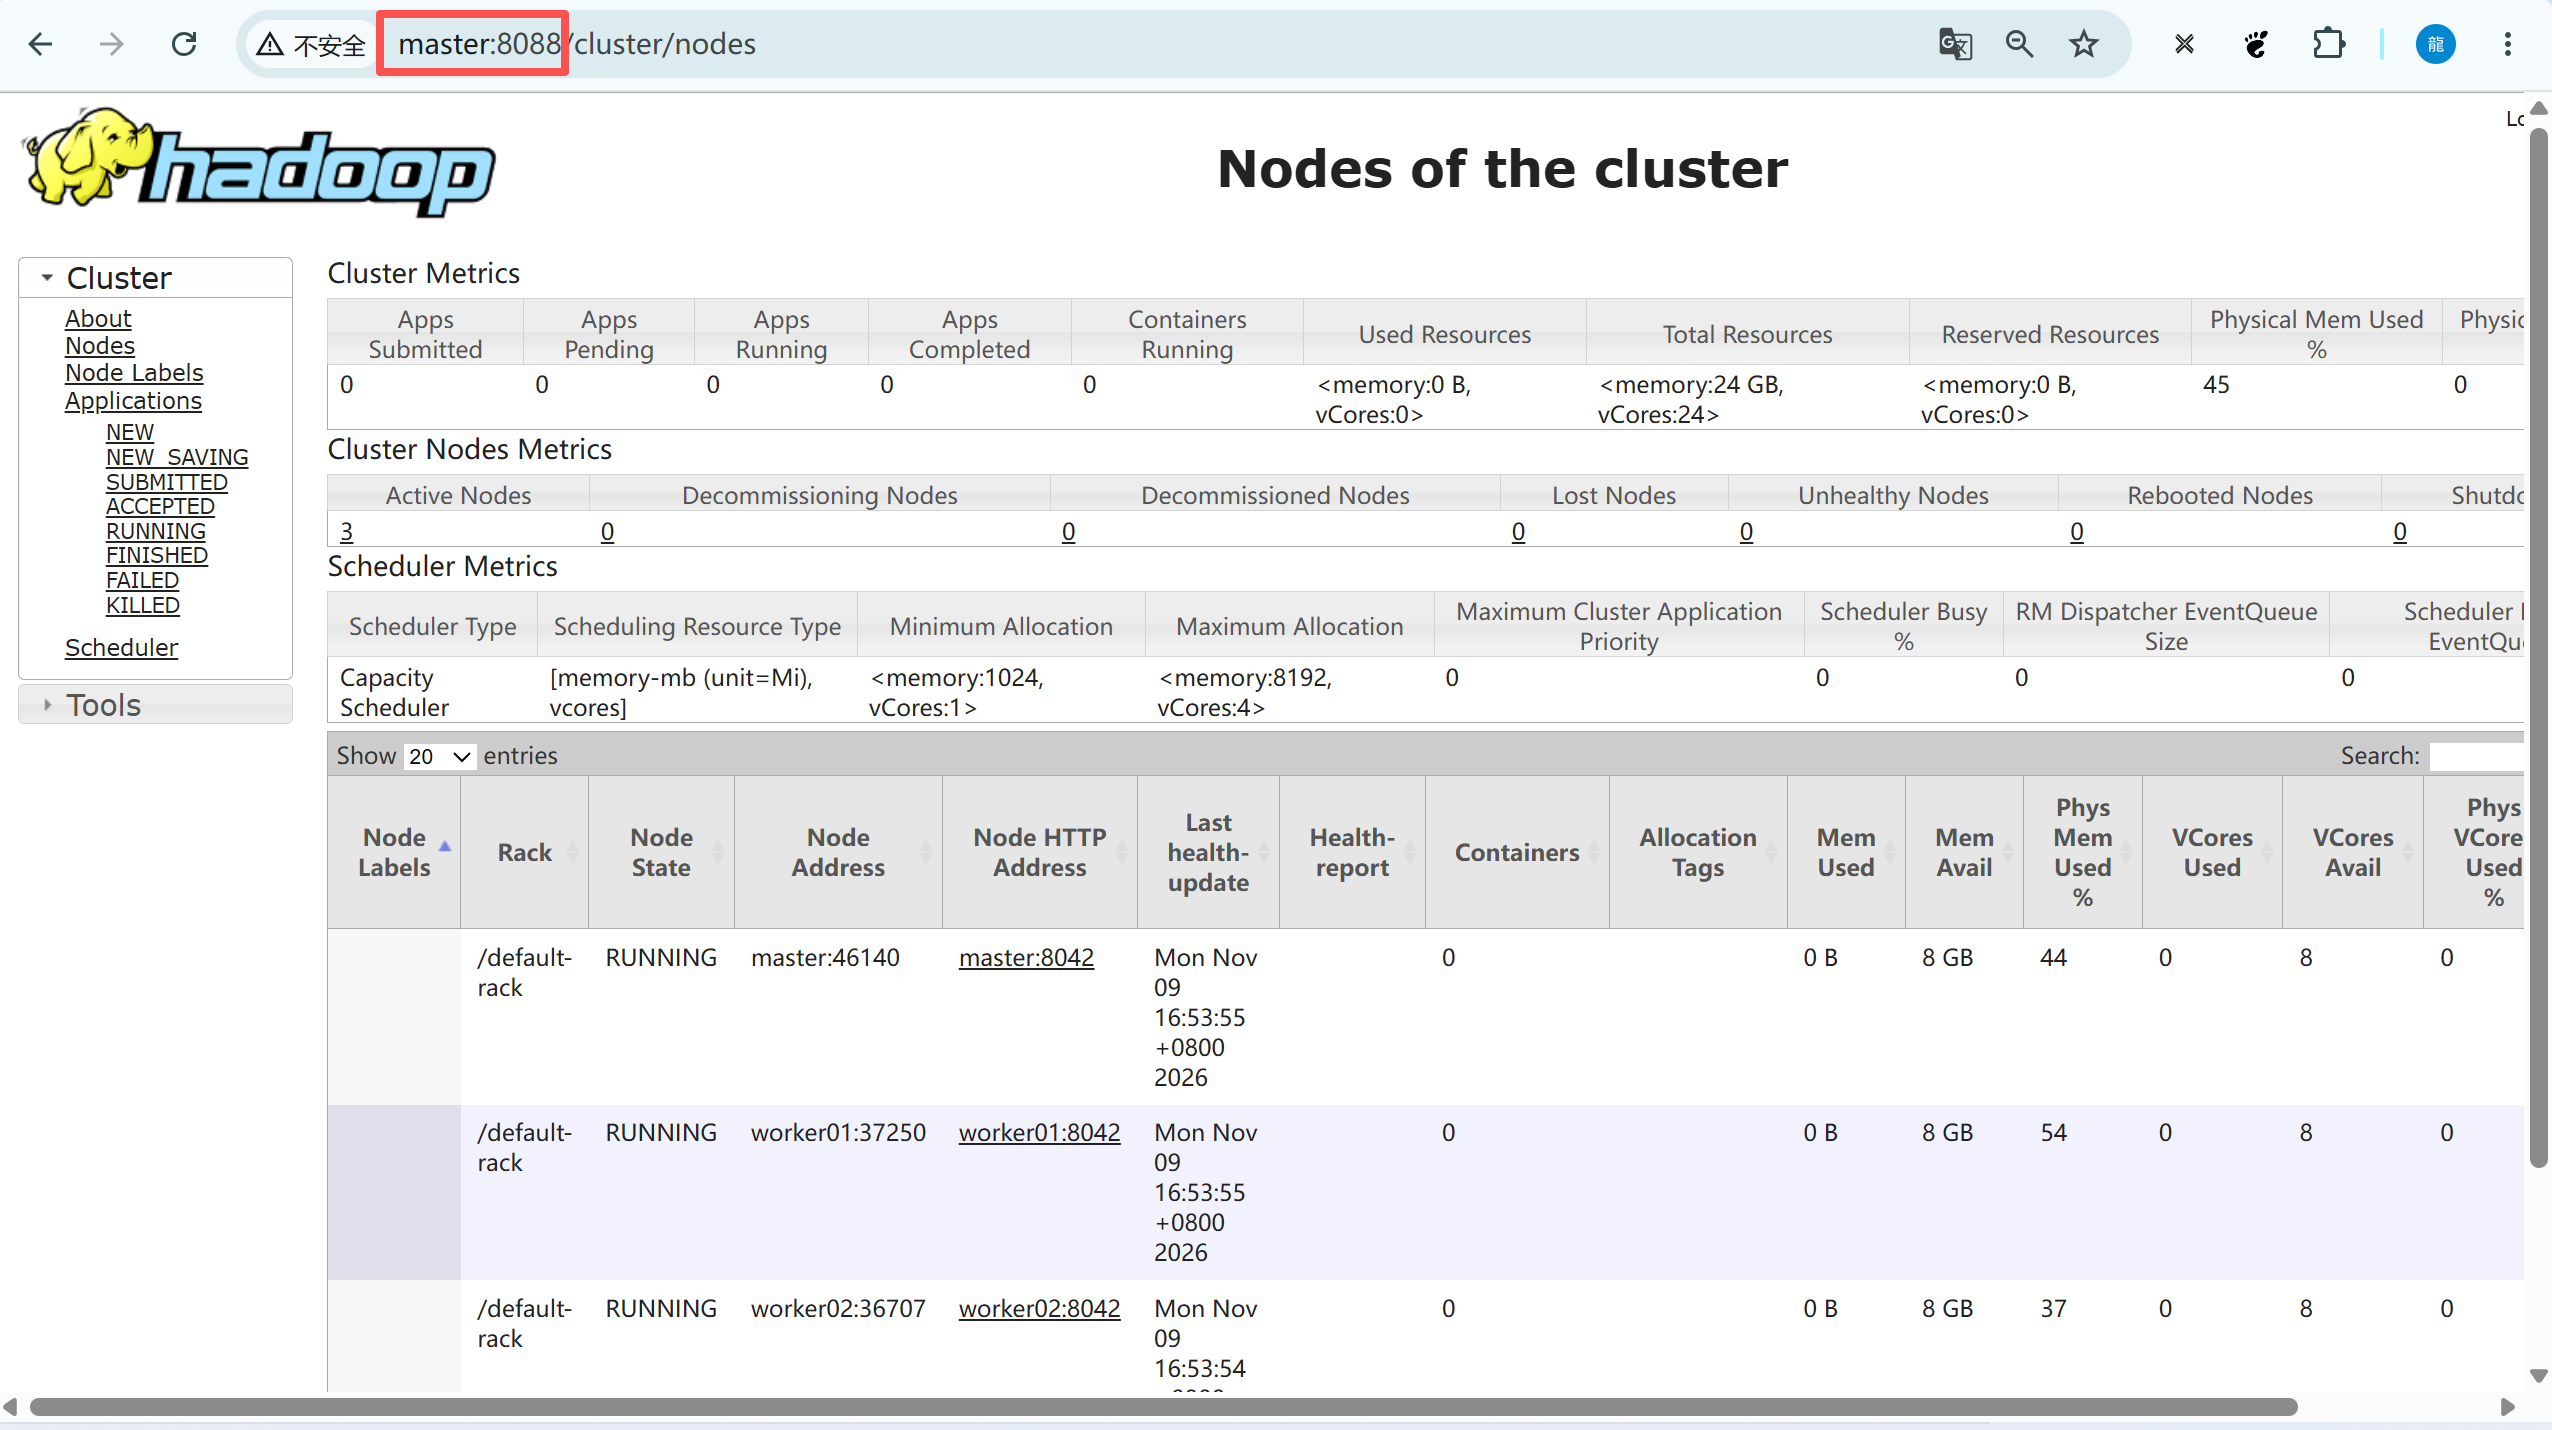 不安全 master:8088/cluster/nodes
龍
hadoop
Nodes of the cluster
Cluster
About
Nodes
Node Labels
Applications
NEW
NEW_SAVING
SUBMITTED
ACCEPTED
RUNNING
FINISHED
FAILED
KILLED
Scheduler
Tools
Cluster Metrics
Apps Submitted
Apps Pending
Apps Running
Apps Completed
Containers Running
Used Resources
Total Resources
Reserved Resources
Physical Mem Used %
0 0 0 0 0 <memory:0 B, vCores:0> <memory:24 GB, vCores:24> <memory:0 B, vCores:0> 45 0
Cluster Nodes Metrics
Active Nodes Decommissioning Nodes Decommissioned Nodes Lost Nodes Unhealthy Nodes Rebooted Nodes
3 0 0 0 0 0 0
Scheduler Metrics
Scheduler Type
Scheduling Resource Type
Minimum Allocation
Maximum Allocation
Maximum Cluster Application Priority
Scheduler Busy %
RM Dispatcher EventQueue Size
Scheduler
Capacity Scheduler [memory-mb (unit=Mi), vcores] <memory:1024, vCores:1> <memory:8192, vCores:4> 0 0 0 0
Show 20 entries Search:
Node Labels
Rack
Node State
Node Address
Node HTTP Address
Last health-update
Health-report
Containers
Allocation Tags
Mem Used
Mem Avail
Phys Mem Used %
VCores Used
VCores Avail
Phys VCores Used %
/default-rack RUNNING master:46140 master:8042 Mon Nov 09 16:53:55 +0800 2026 0 0 B 8 GB 44 0 8 0
/default-rack RUNNING worker01:37250 worker01:8042 Mon Nov 09 16:53:55 +0800 2026 0 0 B 8 GB 54 0 8 0
/default-rack RUNNING worker02:36707 worker02:8042 Mon Nov 09 16:53:54 0 0 B 8 GB 37 0 8 0